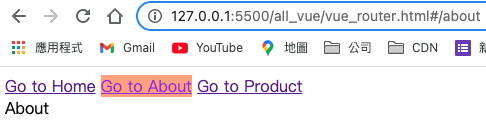 127.0.0.1:5500/all_vue/vue_router.html#/about
應用程式 Gmail YouTube 地圖 公司 CDN
Go to Home Go to About Go to Product
About